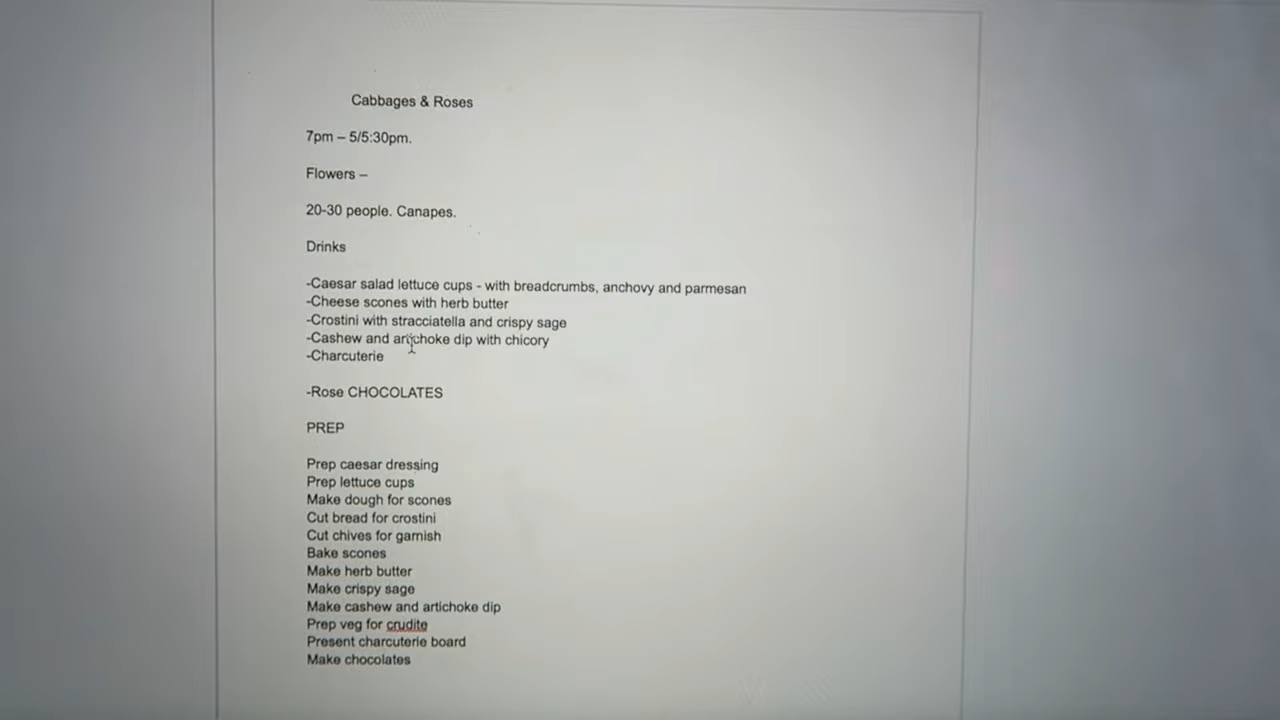 Cabbages & Roses
7pm – 5/5:30pm.
Flowers –
20-30 people. Canapes.
Drinks
-Caesar salad lettuce cups - with breadcrumbs, anchovy and parmesan
-Cheese scones with herb butter
-Crostini with stracciatella and crispy sage
-Cashew and artichoke dip with chicory
-Charcuterie
-Rose CHOCOLATES
PREP
Prep caesar dressing
Prep lettuce cups
Make dough for scones
Cut bread for crostini
Cut chives for garnish
Bake scones
Make herb butter
Make crispy sage
Make cashew and artichoke dip
Prep veg for crudite
Present charcuterie board
Make chocolates